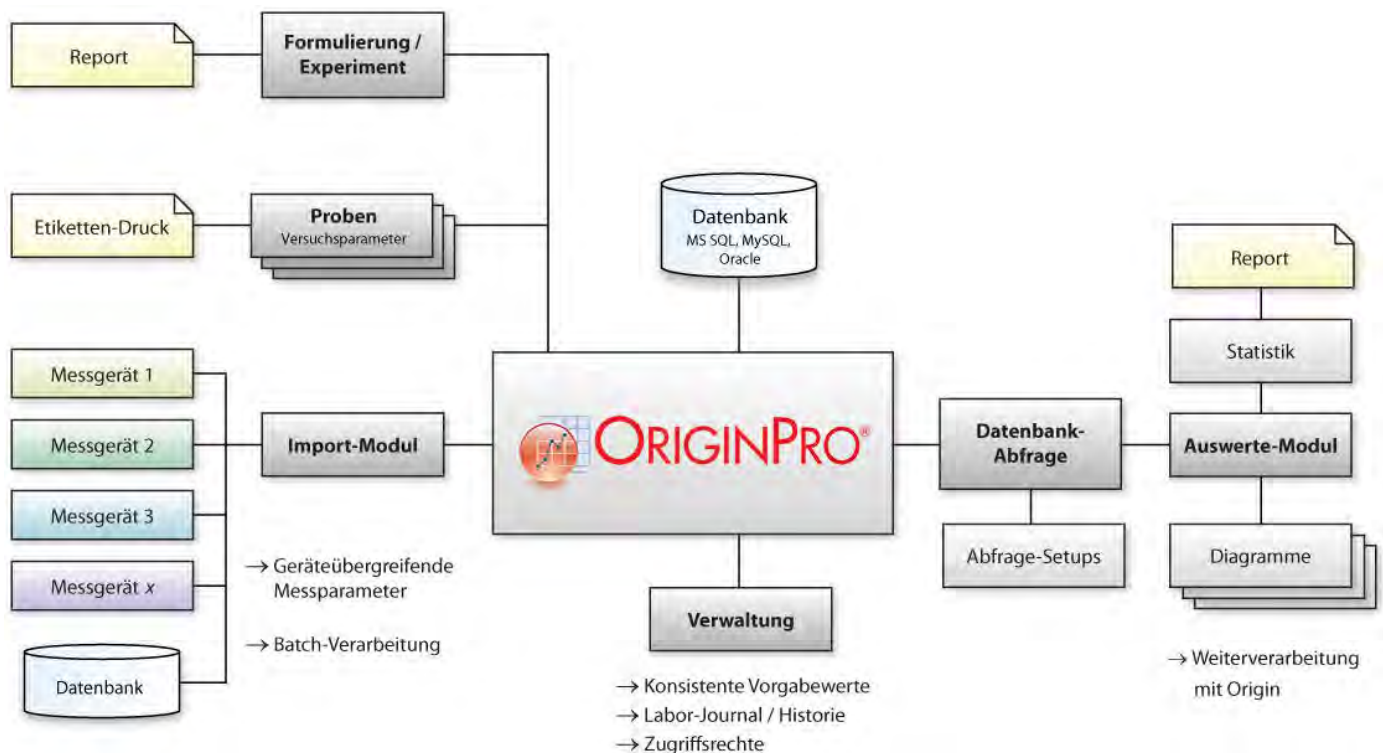 Report
Formulierung /
Experiment
Etiketten-Druck
Proben
Versuchsparameter
Datenbank
MS SQL, MySQL,
Oracle
Report
Statistik
Messgerät 1
Messgerät 2
Messgerät 3
Messgerät x
Datenbank
Import-Modul
→ Geräteübergreifende
Messparameter
→ Batch-Verarbeitung
ORIGINPRO®
Datenbank-
Abfrage
Abfrage-Setups
Auswerte-Modul
Diagramme
→ Weiterverarbeitung
mit Origin
Verwaltung
→ Konsistente Vorgabewerte
→ Labor-Journal / Historie
→ Zugriffsrechte